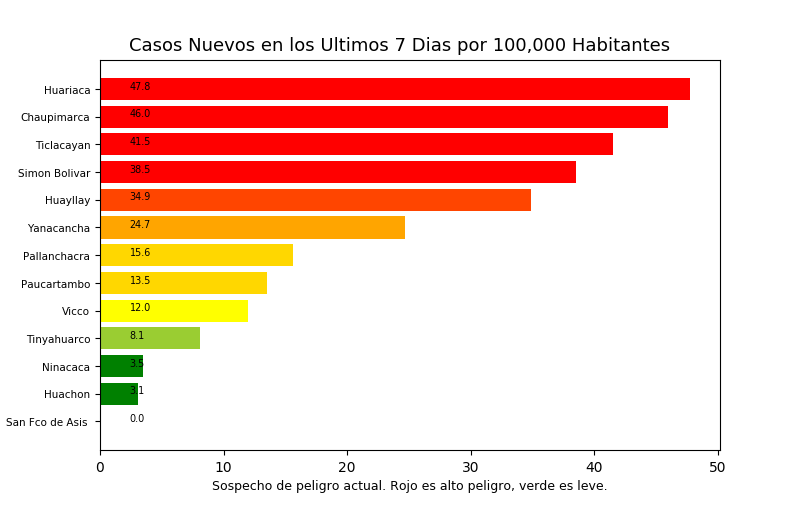 Casos Nuevos en los Ultimos 7 Dias por 100,000 Habitantes
Huariaca 47.8
Chaupimarca 46.0
Ticlacayan 41.5
Simon Bolivar 38.5
Huayllay 34.9
Yanacancha 24.7
Pallanchacra 15.6
Paucartambo 13.5
Vicco 12.0
Tinyahuarco 8.1
Ninacaca 3.5
Huachon 3.1
San Fco de Asis 0.0
0 10 20 30 40 50
Sospecho de peligro actual. Rojo es alto peligro, verde es leve.